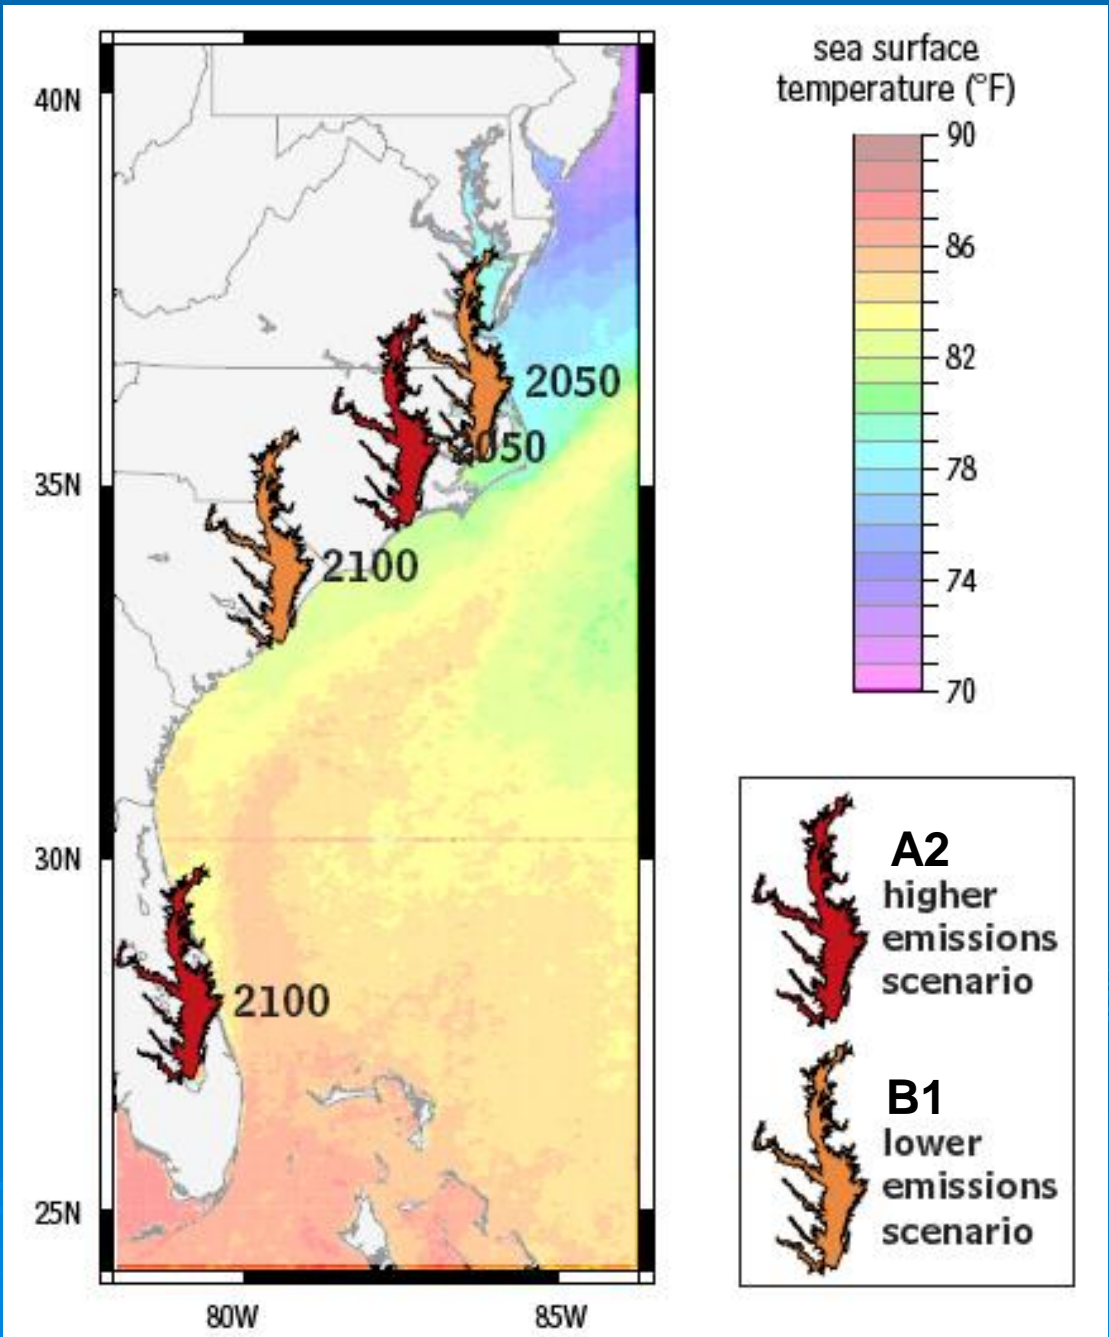 sea surface
temperature (°F)
90
86
82
78
74
70
40N
35N
30N
25N
80W
85W
2050
2050
2100
2100
A2
higher
emissions
scenario
B1
lower
emissions
scenario